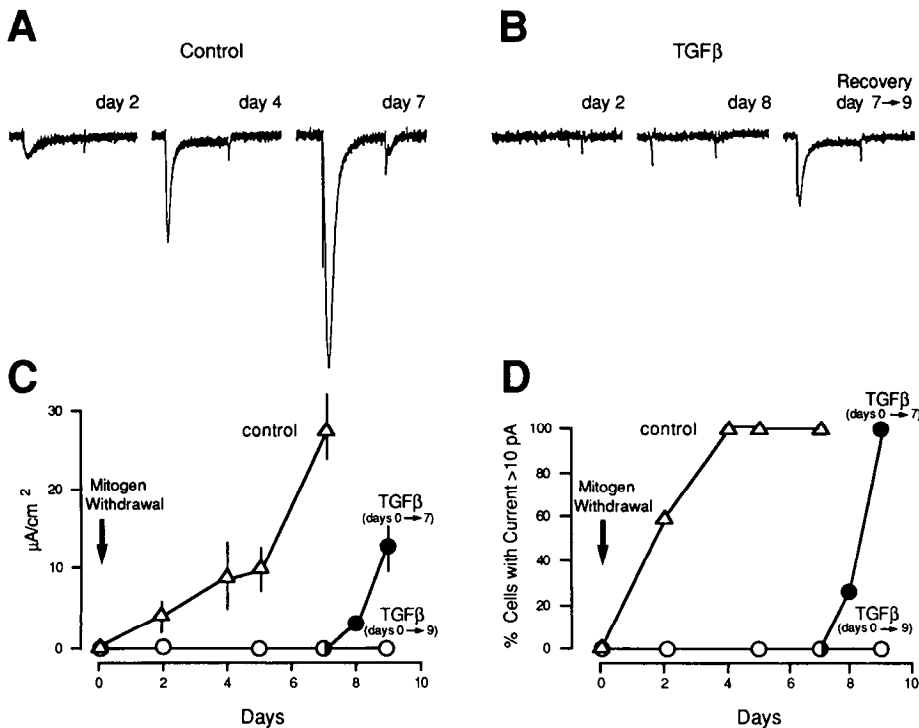 A
Control
day 2
day 4
day 7
B
TGFβ
day 2
day 8
Recovery
day 7→9
C
μA/cm 2
30
20
10
0
Mitogen
Withdrawal
control
TGFβ
(days 0→7)
TGFβ
(days 0→9)
0 2 4 6 8 10
Days
D
% Cells with Current >10 pA
100
80
60
40
20
0
Mitogen
Withdrawal
control
TGFβ
(days 0→7)
TGFβ
(days 0→9)
0 2 4 6 8 10
Days